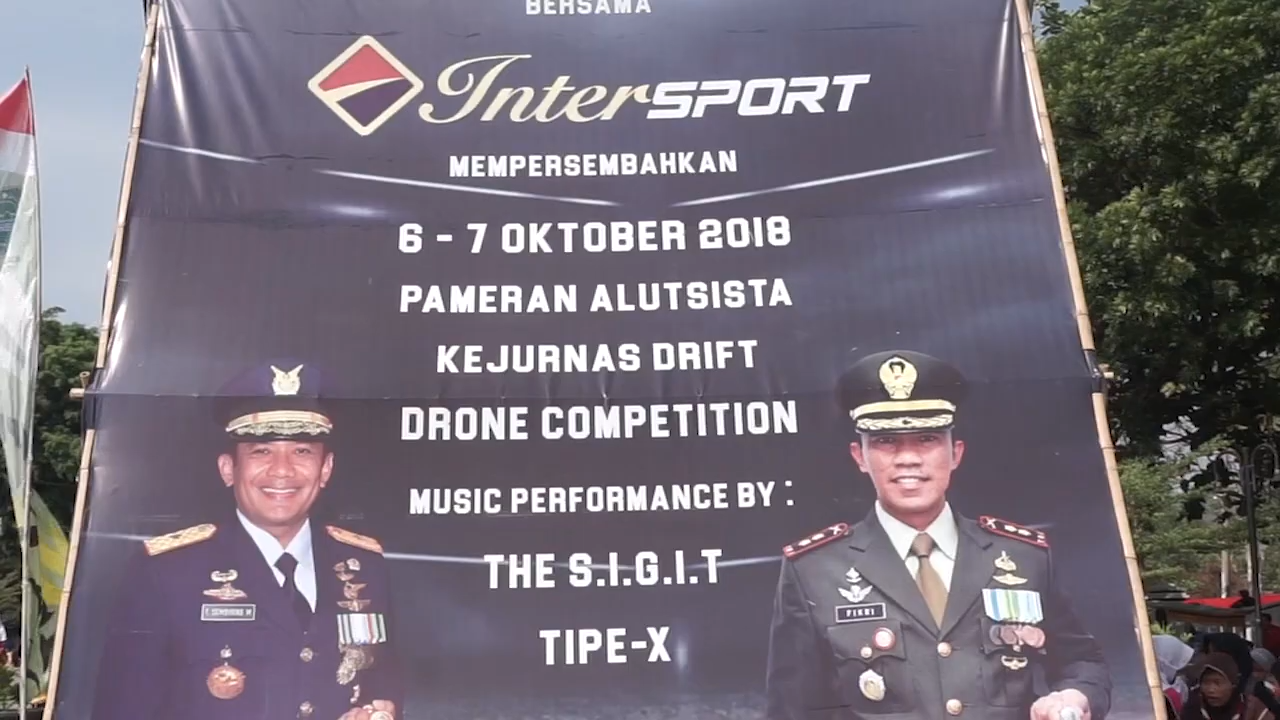 BERSAMA
InterSPORT
MEMPERSEMBAHKAN
6 - 7 OKTOBER 2018
PAMERAN ALUTSISTA
KEJURNAS DRIFT
DRONE COMPETITION
MUSIC PERFORMANCE BY :
THE S.I.G.I.T
TIPE-X
FIKRI